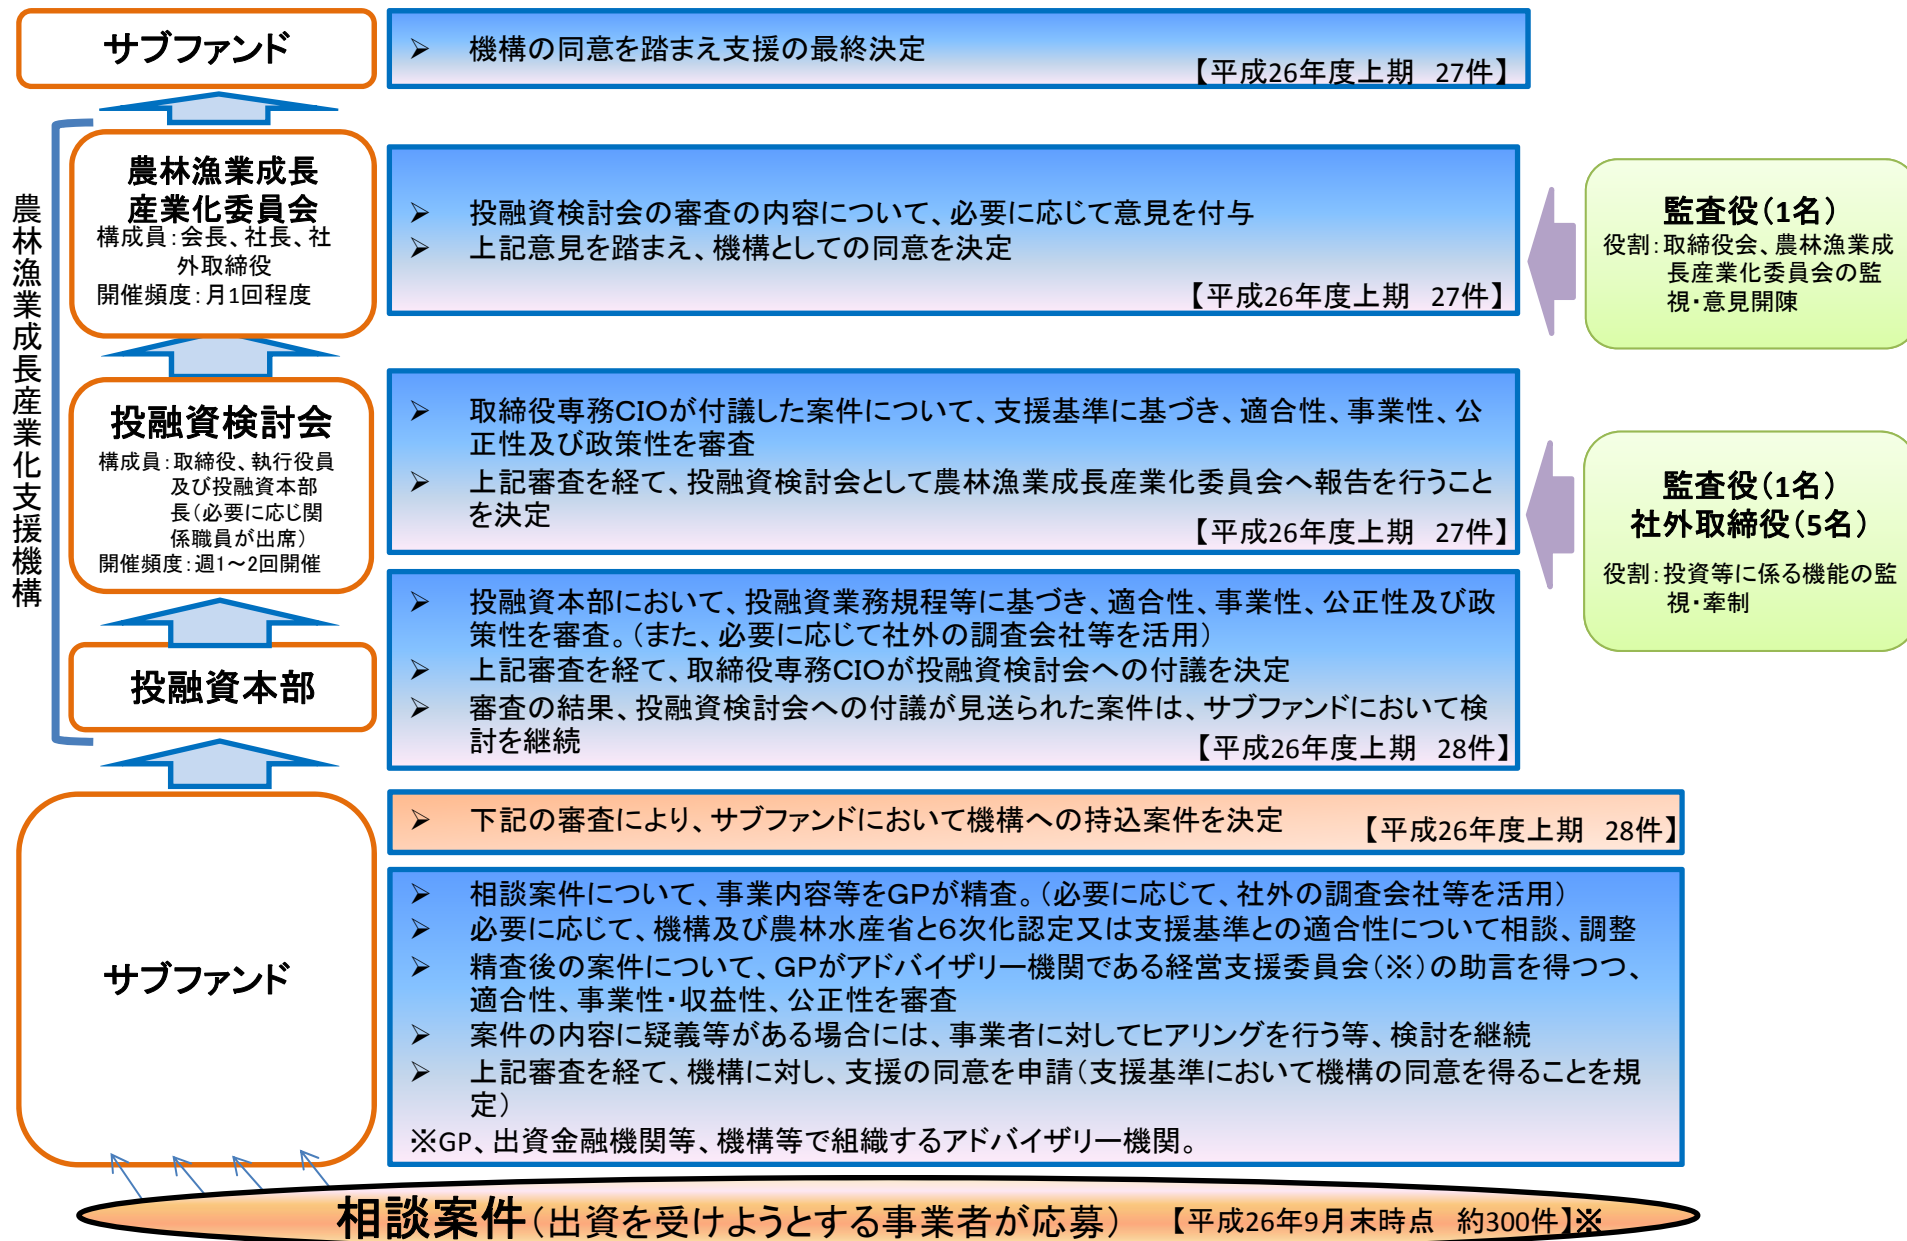 サブファンド
➢ 機構の同意を踏まえ支援の最終決定
【平成26年度上期 27件】
農林漁業成長産業化支援機構
農林漁業成長
産業化委員会
構成員:会長、社長、社
外取締役
開催頻度:月1回程度
➢ 投融資検討会の審査の内容について、必要に応じて意見を付与
➢ 上記意見を踏まえ、機構としての同意を決定
【平成26年度上期 27件】
監査役(1名)
役割:取締役会、農林漁業成
長産業化委員会の監
視・意見開陳
投融資検討会
構成員:取締役、執行役員
及び投融資本部
長(必要に応じ関
係職員が出席)
開催頻度:週1~2回開催
➢ 取締役専務CIOが付議した案件について、支援基準に基づき、適合性、事業性、公
正性及び政策性を審査
➢ 上記審査を経て、投融資検討会として農林漁業成長産業化委員会へ報告を行うこと
を決定
【平成26年度上期 27件】
監査役(1名)
社外取締役(5名)
役割:投資等に係る機能の監
視・牽制
投融資本部
➢ 投融資本部において、投融資業務規程等に基づき、適合性、事業性、公正性及び政
策性を審査。(また、必要に応じて社外の調査会社等を活用)
➢ 上記審査を経て、取締役専務CIOが投融資検討会への付議を決定
➢ 審査の結果、投融資検討会への付議が見送られた案件は、サブファンドにおいて検
討を継続
【平成26年度上期 28件】
サブファンド
➢ 下記の審査により、サブファンドにおいて機構への持込案件を決定
【平成26年度上期 28件】
➢ 相談案件について、事業内容等をGPが精査。(必要に応じて、社外の調査会社等を活用)
➢ 必要に応じて、機構及び農林水産省と6次化認定又は支援基準との適合性について相談、調整
➢ 精査後の案件について、GPがアドバイザリー機関である経営支援委員会(※)の助言を得つつ、
適合性、事業性・収益性、公正性を審査
➢ 案件の内容に疑義等がある場合には、事業者に対してヒアリングを行う等、検討を継続
➢ 上記審査を経て、機構に対し、支援の同意を申請(支援基準において機構の同意を得ることを規
定)
※GP、出資金融機関等、機構等で組織するアドバイザリー機関。
相談案件(出資を受けようとする事業者が応募) 【平成26年9月末時点 約300件】※